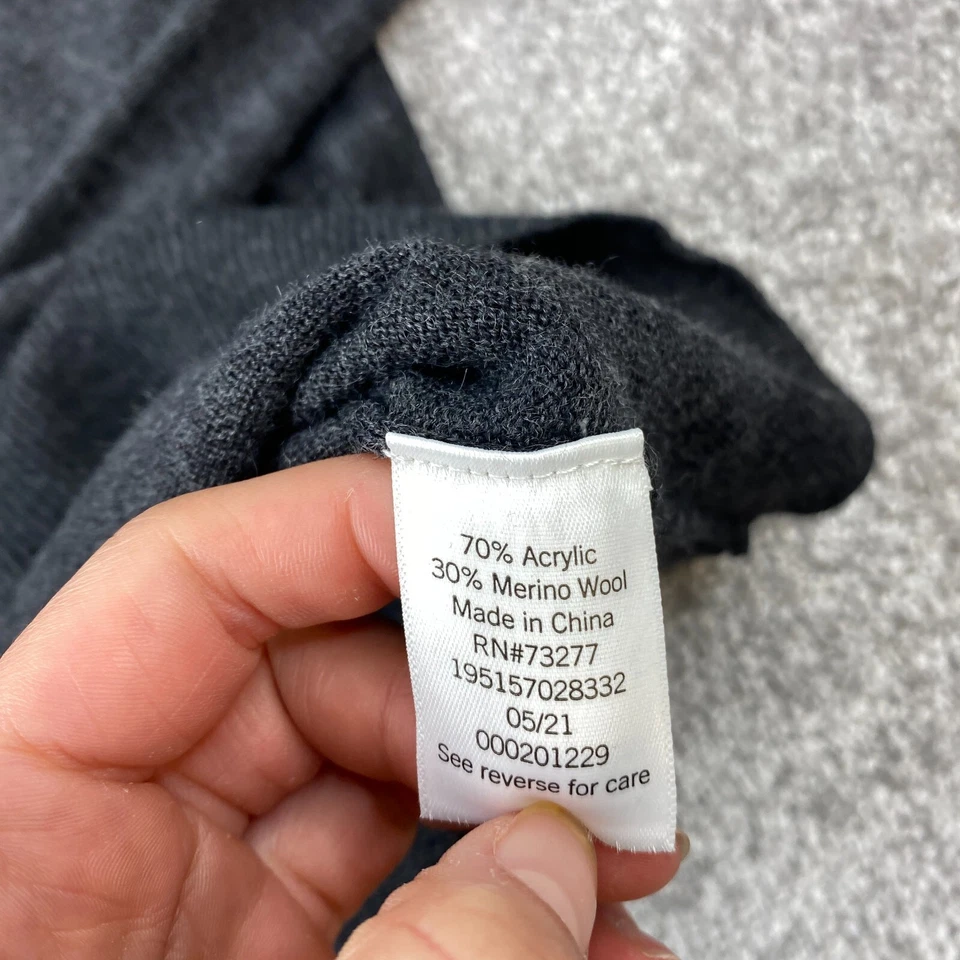 70% Acrylic
30% Merino Wool
Made in China
RN#73277
195157028332
05/21
000201229
See reverse for care